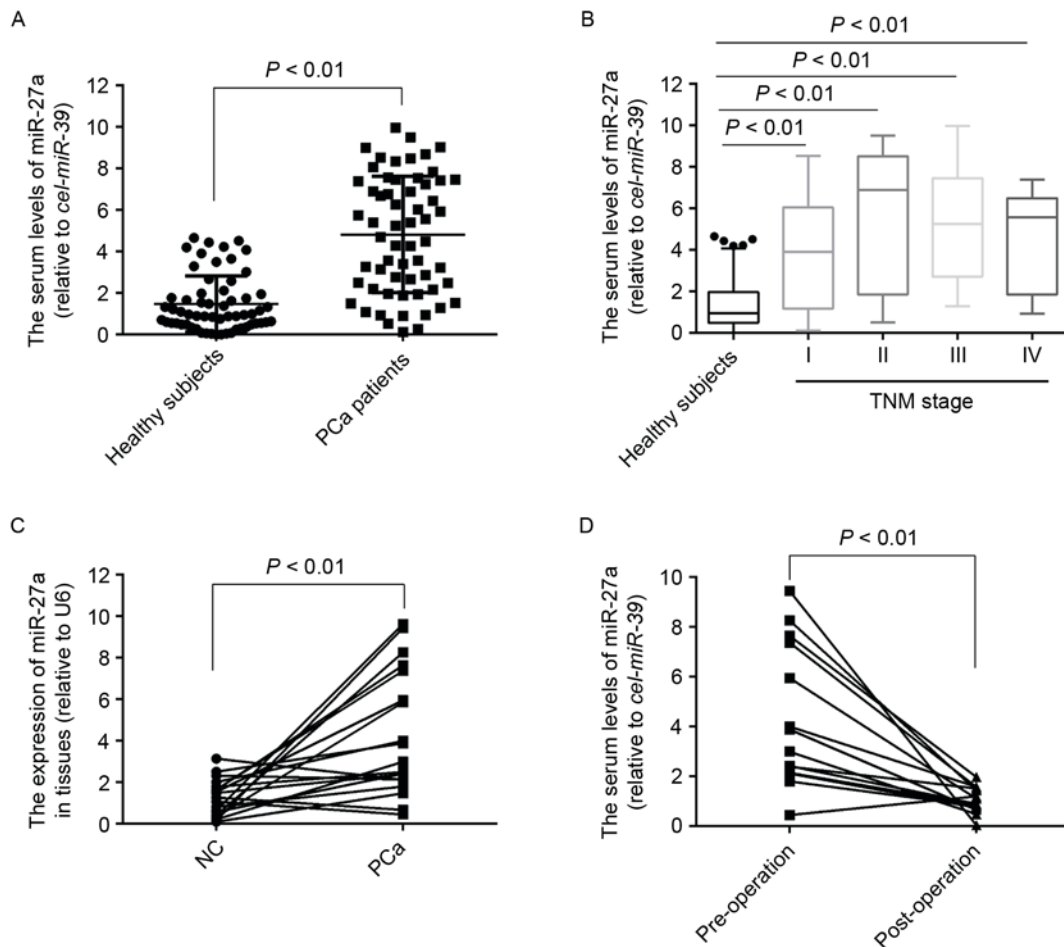 A
P < 0.01
The serum levels of miR-27a
(relative to cel-miR-39)
12
10
8
6
4
2
0
Healthy subjects
PCa patients
B
P < 0.01
P < 0.01
P < 0.01
P < 0.01
The serum levels of miR-27a
(relative to cel-miR-39)
12
10
8
6
4
2
0
Healthy subjects
I
II
III
IV
TNM stage
C
P < 0.01
The expression of miR-27a
in tissues (relative to U6)
12
10
8
6
4
2
0
NC
PCa
D
P < 0.01
The serum levels of miR-27a
(relative to cel-miR-39)
10
8
6
4
2
0
Pre-operation
Post-operation